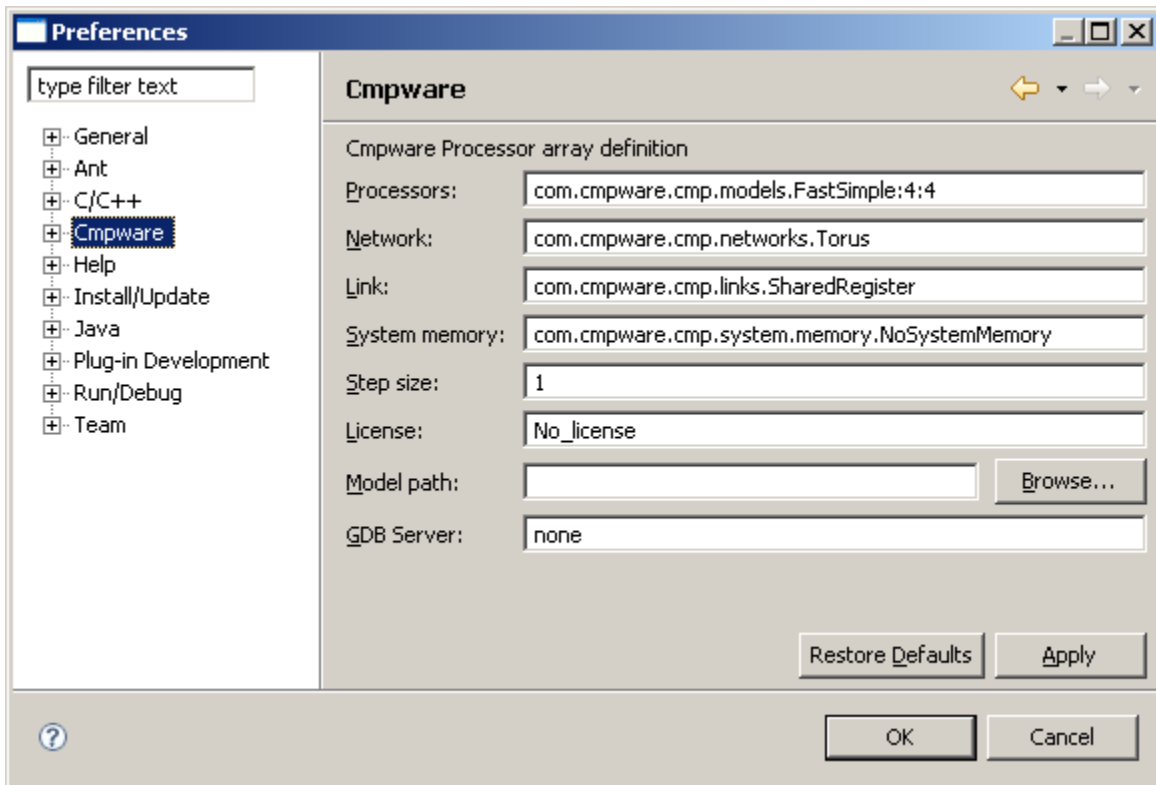 Preferences
type filter text
General
Ant
C/C++
Cmpware
Help
Install/Update
Java
Plug-in Development
Run/Debug
Team
Cmpware
Cmpware Processor array definition
Processors: com.cmpware.cmp.models.FastSimple:4:4
Network: com.cmpware.cmp.networks.Torus
Link: com.cmpware.cmp.links.SharedRegister
System memory: com.cmpware.cmp.system.memory.NoSystemMemory
Step size: 1
License: No_license
Model path: Browse...
GDB Server: none
Restore Defaults Apply
? OK Cancel